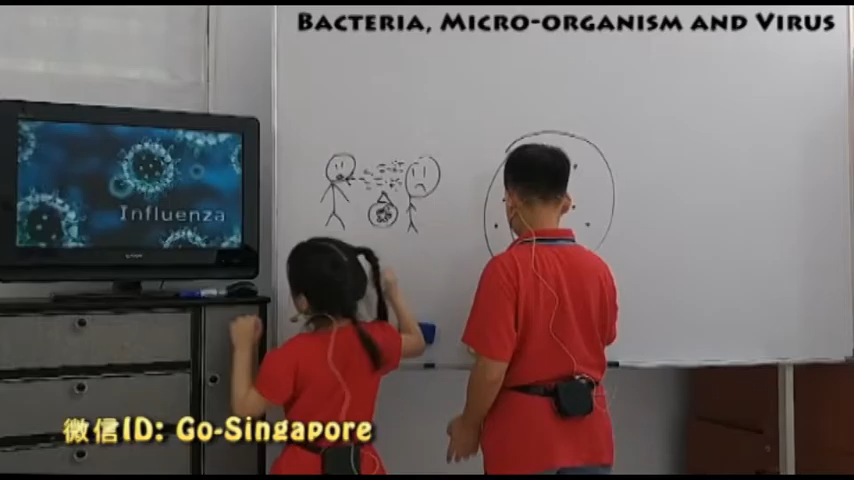 BACTERIA, MICRO-ORGANISM AND VIRUS
Influenza
微信ID: Go-Singapore